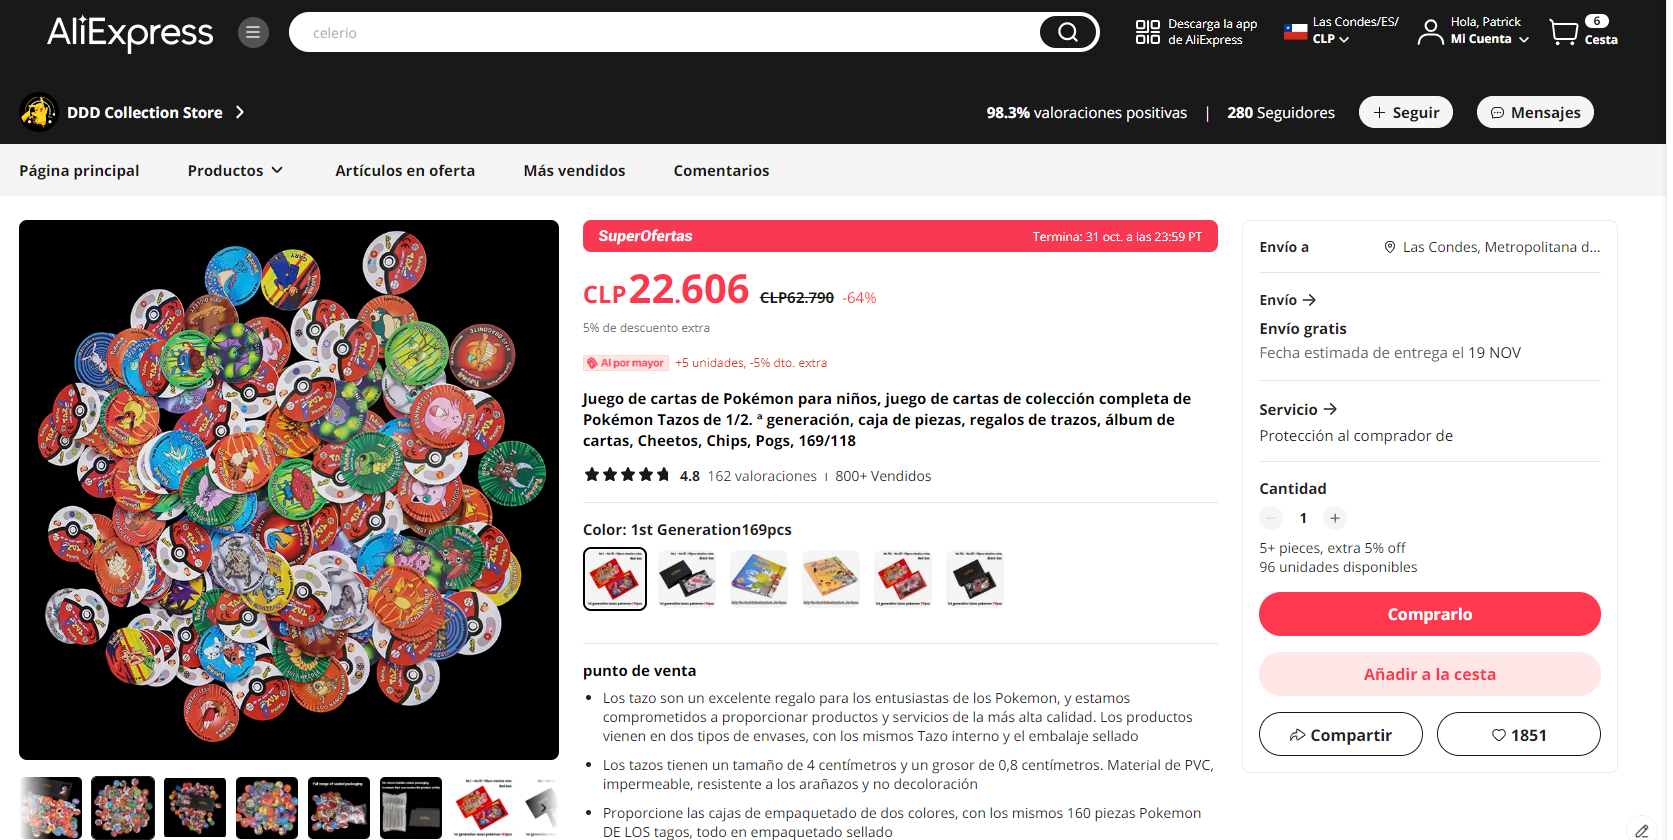 AliExpress
celerio
Descarga la app
de AliExpress
Las Condes/ES/
CLP
Hola, Patrick
Mi Cuenta
6
Cesta
DDD Collection Store
98.3% valoraciones positivas | 280 Seguidores
+ Seguir
Mensajes
Página principal
Productos
Artículos en oferta
Más vendidos
Comentarios
SuperOfertas
Termina: 31 oct. a las 23:59 PT
CLP22.606 CLP62.790 -64%
5% de descuento extra
Al por mayor +5 unidades, -5% dto. extra
Juego de cartas de Pokémon para niños, juego de cartas de colección completa de
Pokémon Tazos de 1/2. ª generación, caja de piezas, regalos de trazos, álbum de
cartas, Cheetos, Chips, Pogs, 169/118
4.8 162 valoraciones 800+ Vendidos
Color: 1st Generation169pcs
punto de venta
Los tazo son un excelente regalo para los entusiastas de los Pokemon, y estamos
comprometidos a proporcionar productos y servicios de la más alta calidad. Los productos
vienen en dos tipos de envases, con los mismos Tazo interno y el embalaje sellado
Los tazos tienen un tamaño de 4 centímetros y un grosor de 0,8 centímetros. Material de PVC,
impermeable, resistente a los arañazos y no decoloración
Proporcione las cajas de empaquetado de dos colores, con los mismos 160 piezas Pokemon
DE LOS tagos, todo en empaquetado sellado
Envío a
Las Condes, Metropolitana d...
Envío
Envío gratis
Fecha estimada de entrega el 19 NOV
Servicio
Protección al comprador de
Cantidad
− 1 +
5+ pieces, extra 5% off
96 unidades disponibles
Comprarlo
Añadir a la cesta
Compartir
1851